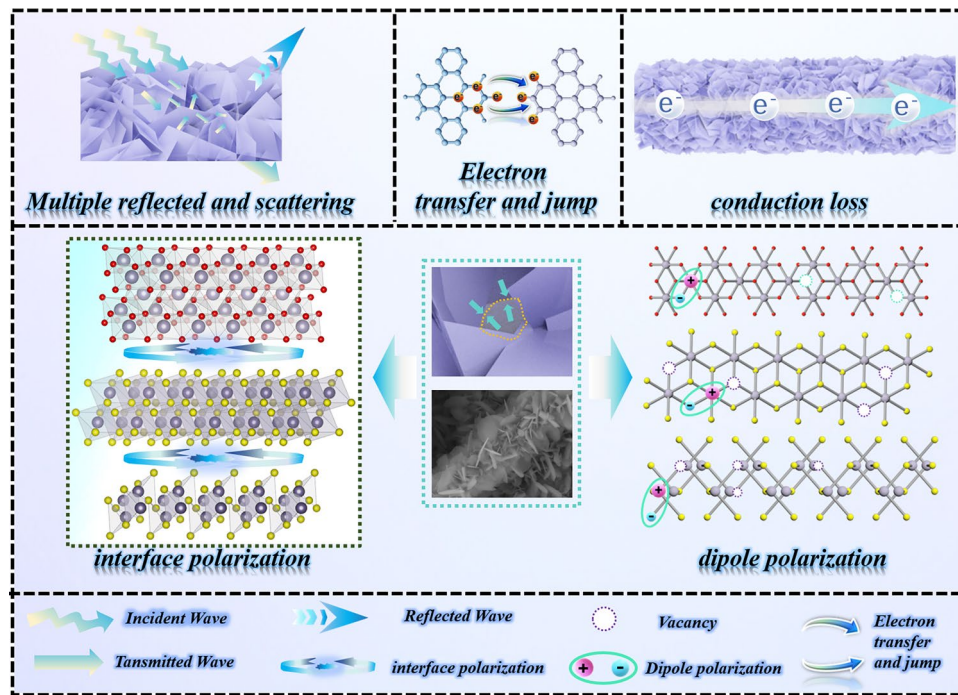 Multiple reflected and scattering
e⁻ e⁻ e⁻ e⁻ e⁻ e⁻ e⁻
Electron
transfer and jump
e⁻ e⁻ e⁻ e⁻
conduction loss
interface polarization
+
-
+
-
+
-
dipole polarization
Incident Wave
Reflected Wave
Vacancy
Electron
transfer
and jump
Tansmitted Wave
interface polarization
+ -
Dipole polarization